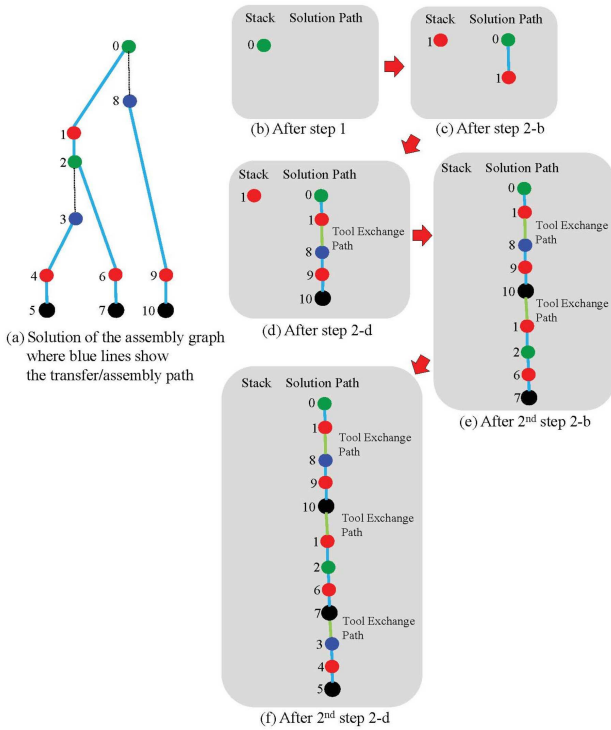 0
8
1
2
3
4
6
9
5
7
10
(a) Solution of the assembly graph
where blue lines show
the transfer/assembly path
Stack Solution Path
0
(b) After step 1
Stack Solution Path
1 0
1
(c) After step 2-b
Stack Solution Path
1 0
1
Tool Exchange
Path
8
9
10
(d) After step 2-d
Stack Solution Path
0
1
Tool Exchange
Path
8
9
10
Tool Exchange
Path
1
2
6
7
(e) After 2nd step 2-b
Stack Solution Path
0
1
Tool Exchange
Path
8
9
10
Tool Exchange
Path
1
2
6
7
Tool Exchange
Path
3
4
5
(f) After 2nd step 2-d